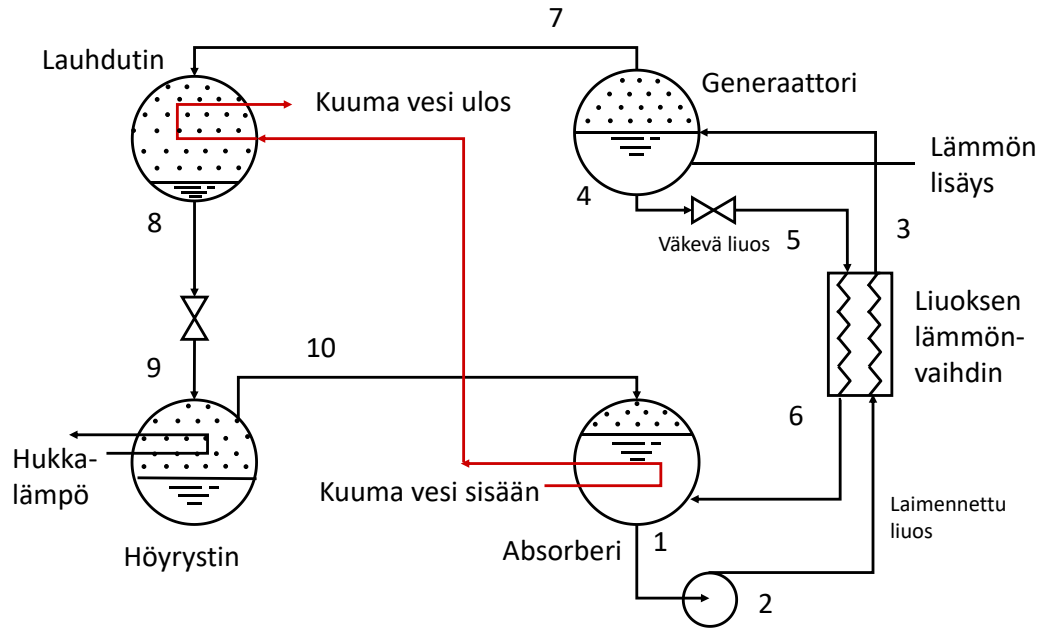 7
Lauhdutin
Generaattori
Kuuma vesi ulos
Lämmön
lisäys
4
8
5
3
Väkevä liuos
Liuoksen
lämmön-
vaihdin
10
9
6
Hukka-
lämpö
Kuuma vesi sisään
Laimennettu
liuos
Höyrystin
Absorberi
1
2